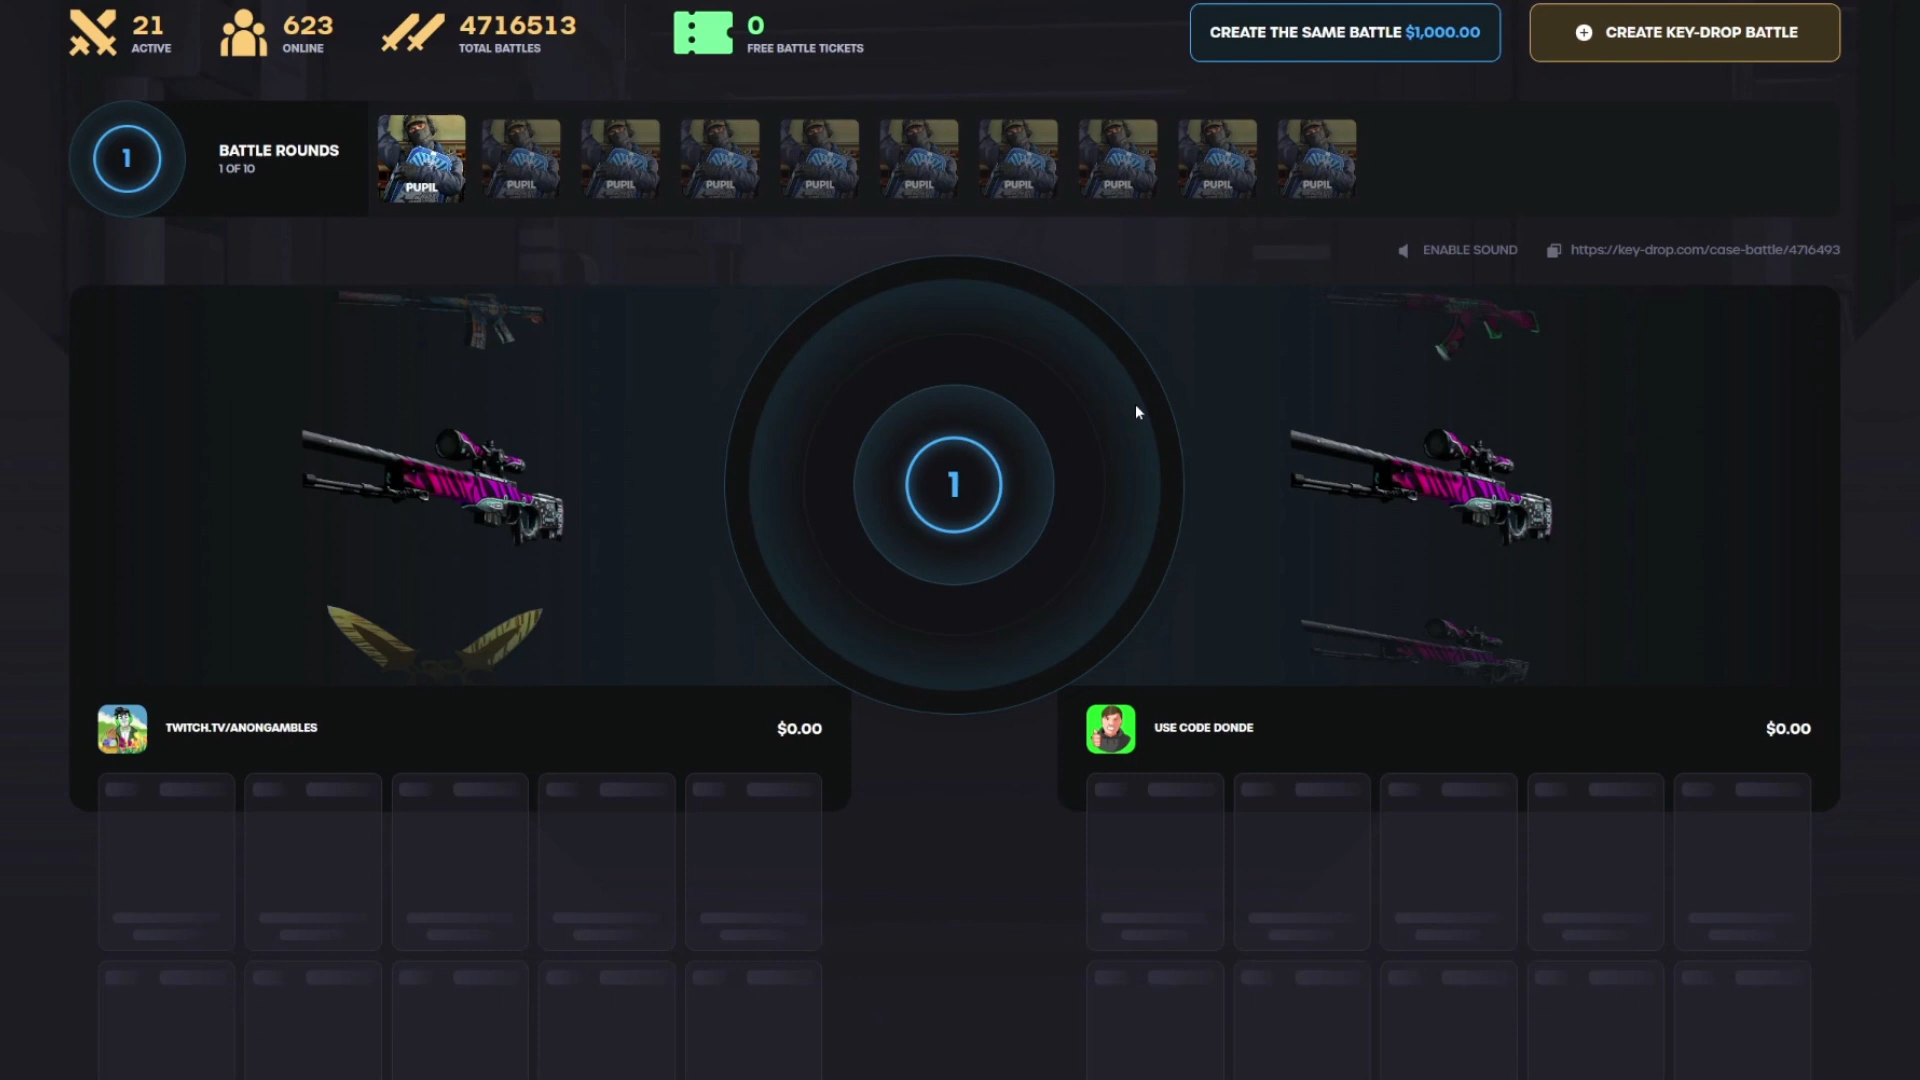 21
ACTIVE
623
ONLINE
4716513
TOTAL BATTLES
0
FREE BATTLE TICKETS
CREATE THE SAME BATTLE $1,000.00
CREATE KEY-DROP BATTLE
1
BATTLE ROUNDS
1 OF 10
PUPIL
PUPIL
PUPIL
PUPIL
PUPIL
PUPIL
PUPIL
PUPIL
PUPIL
PUPIL
ENABLE SOUND
https://key-drop.com/case-battle/4716493
1
TWITCH.TV/ANONGAMBLES
$0.00
USE CODE DONDE
$0.00